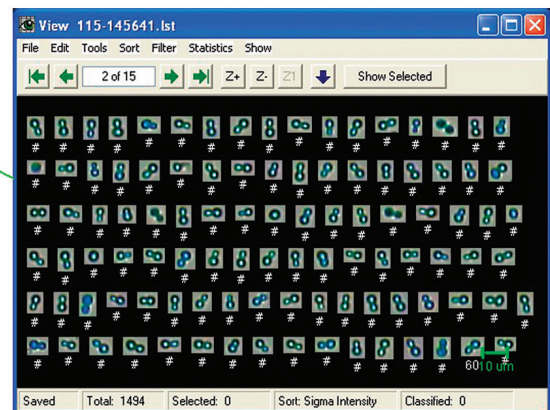 View 115-145641.lst
File Edit Tools Sort Filter Statistics Show
2 of 15 Z+ Z- Z1 Show Selected
# # # # # # # # # # # # # # # # #
# # # # # # # # # # # # # # # # #
# # # # # # # # # # # # # # # # #
# # # # # # # # # # # # # # # # #
# # # # # # # # # # # # # # # # #
# # # # # # # # # # # # # # # #
60 10 um
Saved Total: 1494 Selected: 0 Sort: Sigma Intensity Classified: 0